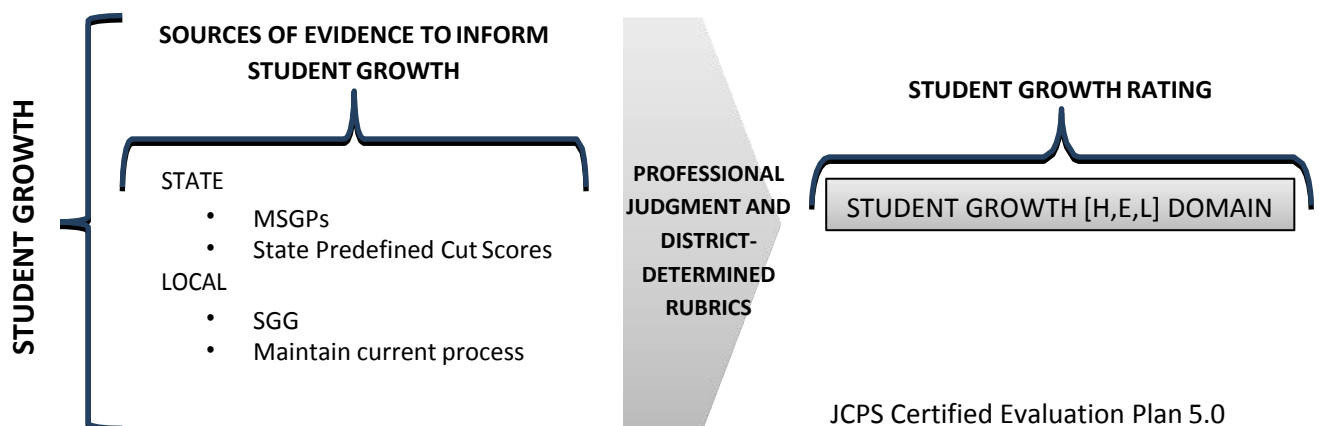 STUDENT GROWTH
SOURCES OF EVIDENCE TO INFORM
STUDENT GROWTH
STATE
• MSGPs
• State Predefined Cut Scores
LOCAL
• SGG
• Maintain current process
PROFESSIONAL
JUDGMENT AND
DISTRICT-
DETERMINED
RUBRICS
STUDENT GROWTH RATING
STUDENT GROWTH [H,E,L] DOMAIN
JCPS Certified Evaluation Plan 5.0